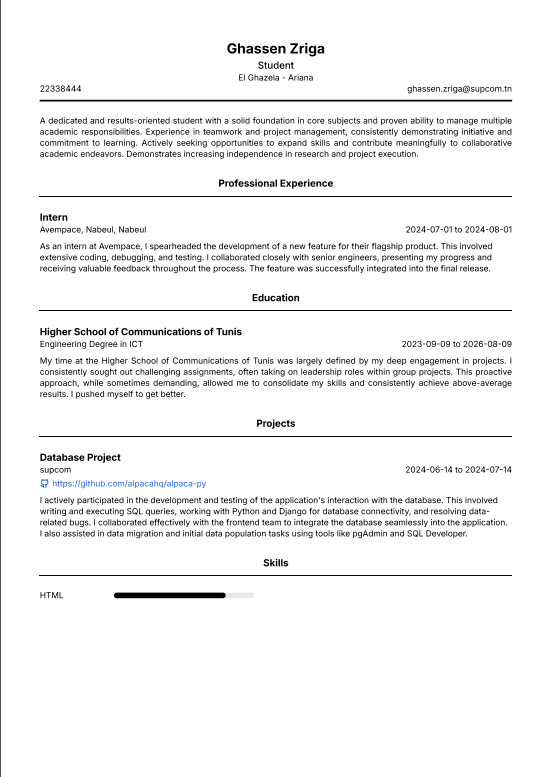 Ghassen Zriga
Student
El Ghazela - Ariana
22338444 ghassen.zriga@supcom.tn
A dedicated and results-oriented student with a solid foundation in core subjects and proven ability to manage multiple
academic responsibilities. Experience in teamwork and project management, consistently demonstrating initiative and
commitment to learning. Actively seeking opportunities to expand skills and contribute meaningfully to collaborative
academic endeavors. Demonstrates increasing independence in research and project execution.
Professional Experience
Intern
Avempace, Nabeul, Nabeul 2024-07-01 to 2024-08-01
As an intern at Avempace, I spearheaded the development of a new feature for their flagship product. This involved
extensive coding, debugging, and testing. I collaborated closely with senior engineers, presenting my progress and
receiving valuable feedback throughout the process. The feature was successfully integrated into the final release.
Education
Higher School of Communications of Tunis
Engineering Degree in ICT 2023-09-09 to 2026-08-09
My time at the Higher School of Communications of Tunis was largely defined by my deep engagement in projects. I
consistently sought out challenging assignments, often taking on leadership roles within group projects. This proactive
approach, while sometimes demanding, allowed me to consolidate my skills and consistently achieve above-average
results. I pushed myself to get better.
Projects
Database Project
supcom 2024-06-14 to 2024-07-14
https://github.com/alpacahq/alpaca-py
I actively participated in the development and testing of the application's interaction with the database. This involved
writing and executing SQL queries, working with Python and Django for database connectivity, and resolving data-
related bugs. I collaborated effectively with the frontend team to integrate the database seamlessly into the application.
I also assisted in data migration and initial data population tasks using tools like pgAdmin and SQL Developer.
Skills
HTML